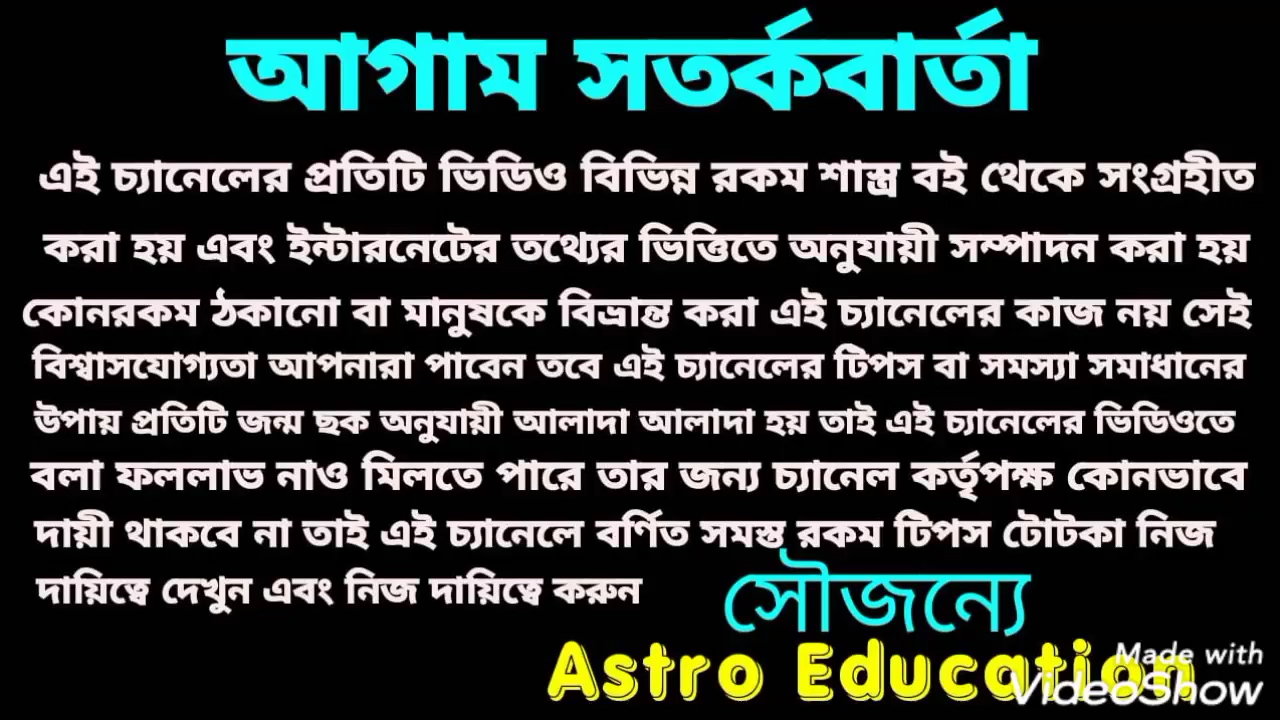 আগাম সতর্কবার্তা
এই চ্যানেলের প্রতিটি ভিডিও বিভিন্ন রকম শাস্ত্র বই থেকে সংগ্রহীত
করা হয় এবং ইন্টারনেটের তথ্যের ভিত্তিতে অনুযায়ী সম্পাদন করা হয়
কোনরকম ঠকানো বা মানুষকে বিভ্রান্ত করা এই চ্যানেলের কাজ নয় সেই
বিশ্বাসযোগ্যতা আপনারা পাবেন তবে এই চ্যানেলের টিপস বা সমস্যা সমাধানের
উপায় প্রতিটি জন্ম ছক অনুযায়ী আলাদা আলাদা হয় তাই এই চ্যানেলের ভিডিওতে
বলা ফললাভ নাও মিলতে পারে তার জন্য চ্যানেল কর্তৃপক্ষ কোনভাবে
দায়ী থাকবে না তাই এই চ্যানেলে বর্ণিত সমস্ত রকম টিপস টোটকা নিজ
দায়িত্বে দেখুন এবং নিজ দায়িত্বে করুন
সৌজন্যে
Astro Education
Made with
VideoShow